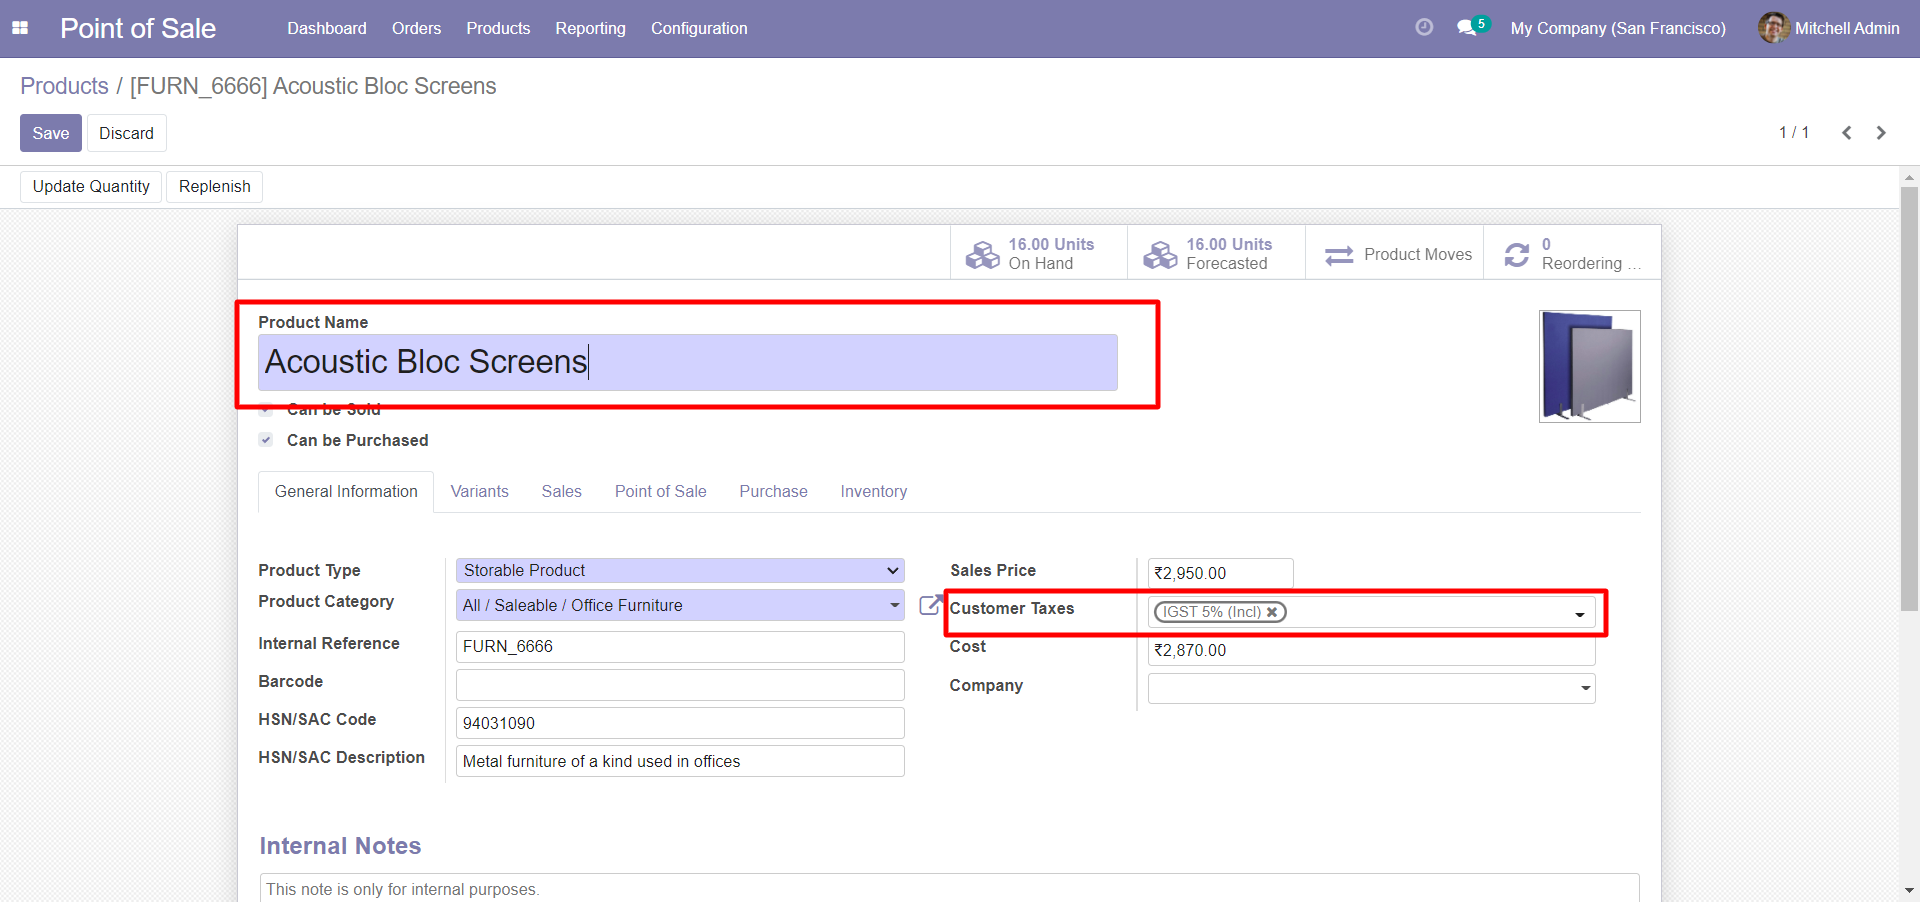 Point of Sale Dashboard Orders Products Reporting Configuration 5 My Company (San Francisco) Mitchell Admin
Products / [FURN_6666] Acoustic Bloc Screens
Save Discard 1 / 1
Update Quantity Replenish
16.00 Units
On Hand
16.00 Units
Forecasted
Product Moves
0
Reordering ...
Product Name
Acoustic Bloc Screens
Can be Sold
Can be Purchased
General Information Variants Sales Point of Sale Purchase Inventory
Product Type Storable Product
Product Category All / Saleable / Office Furniture
Internal Reference FURN_6666
Barcode
HSN/SAC Code 94031090
HSN/SAC Description Metal furniture of a kind used in offices
Sales Price ₹2,950.00
Customer Taxes IGST 5% (Incl)
Cost ₹2,870.00
Company
Internal Notes
This note is only for internal purposes.